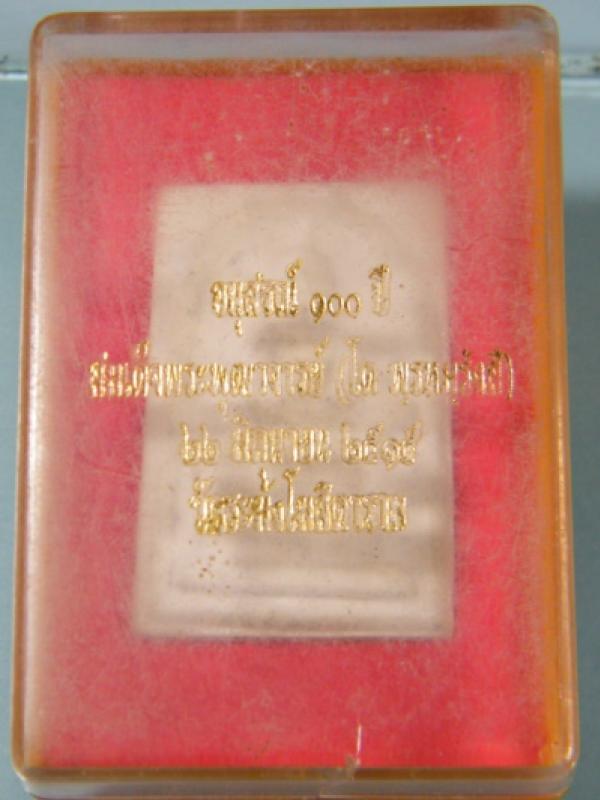 อนุสรณ์ ๑๐๐ ปี
สมเด็จพระพุฒาจารย์ (โต พฺรหฺมรํสี)
๒๒ มิถุนายน ๒๕๑๕
วัดระฆังโฆสิตาราม